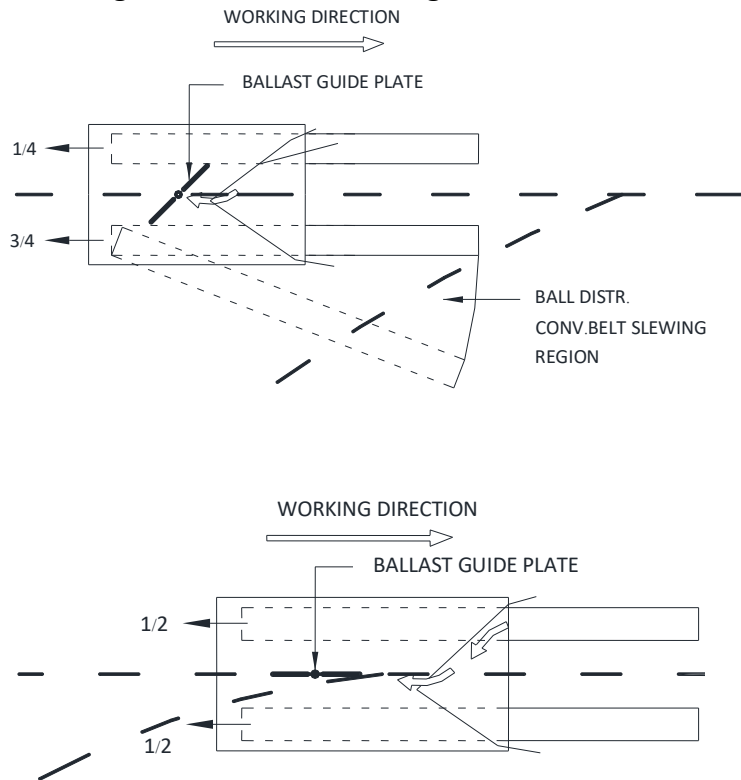 WORKING DIRECTION
BALLAST GUIDE PLATE
1/4
3/4
BALL DISTR.
CONV.BELT SLEWING
REGION
WORKING DIRECTION
BALLAST GUIDE PLATE
1/2
1/2